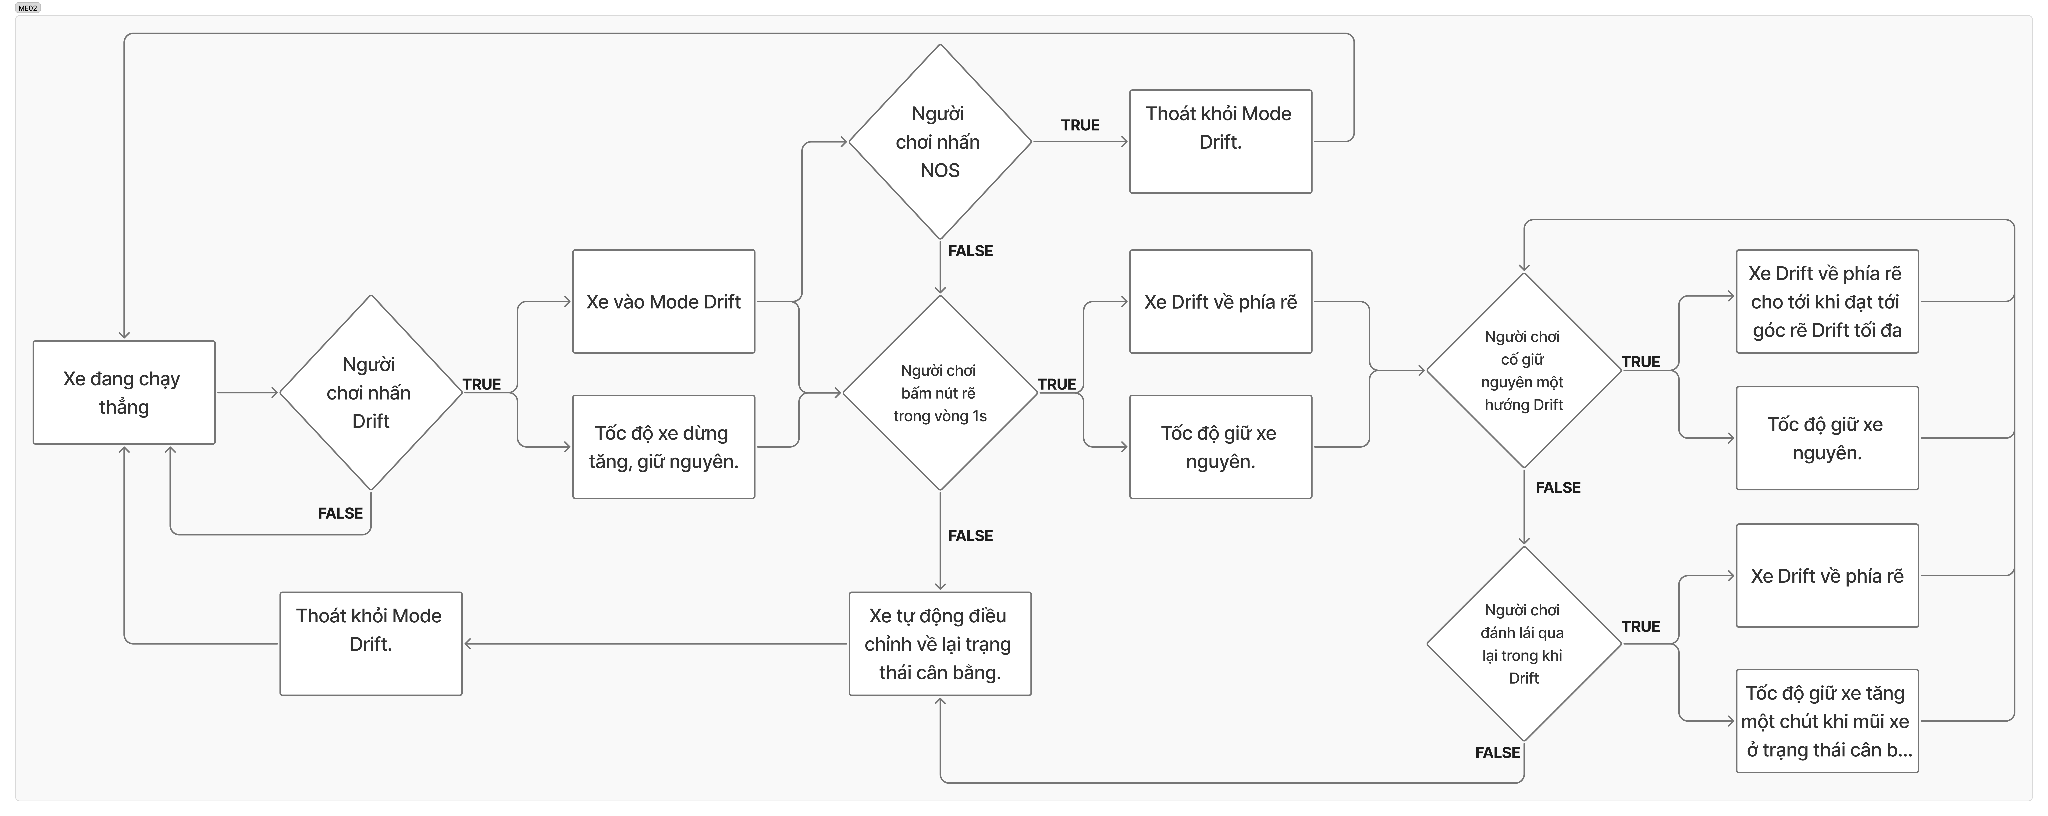 ME02
Người
chơi nhấn
NOS
TRUE
Thoát khỏi Mode
Drift.
FALSE
Xe đang chạy
thẳng
Người
chơi nhấn
Drift
TRUE
FALSE
Xe vào Mode Drift
Tốc độ xe dừng
tăng, giữ nguyên.
Người chơi
bấm nút rẽ
trong vòng 1s
TRUE
FALSE
Xe Drift về phía rẽ
Tốc độ giữ xe
nguyên.
Người chơi
cố giữ
nguyên một
hướng Drift
TRUE
FALSE
Xe Drift về phía rẽ
cho tới khi đạt tới
góc rẽ Drift tối đa
Tốc độ giữ xe
nguyên.
Thoát khỏi Mode
Drift.
Xe tự động điều
chỉnh về lại trạng
thái cân bằng.
Người chơi
đánh lái qua
lại trong khi
Drift
TRUE
FALSE
Xe Drift về phía rẽ
Tốc độ giữ xe tăng
một chút khi mũi xe
ở trạng thái cân b...